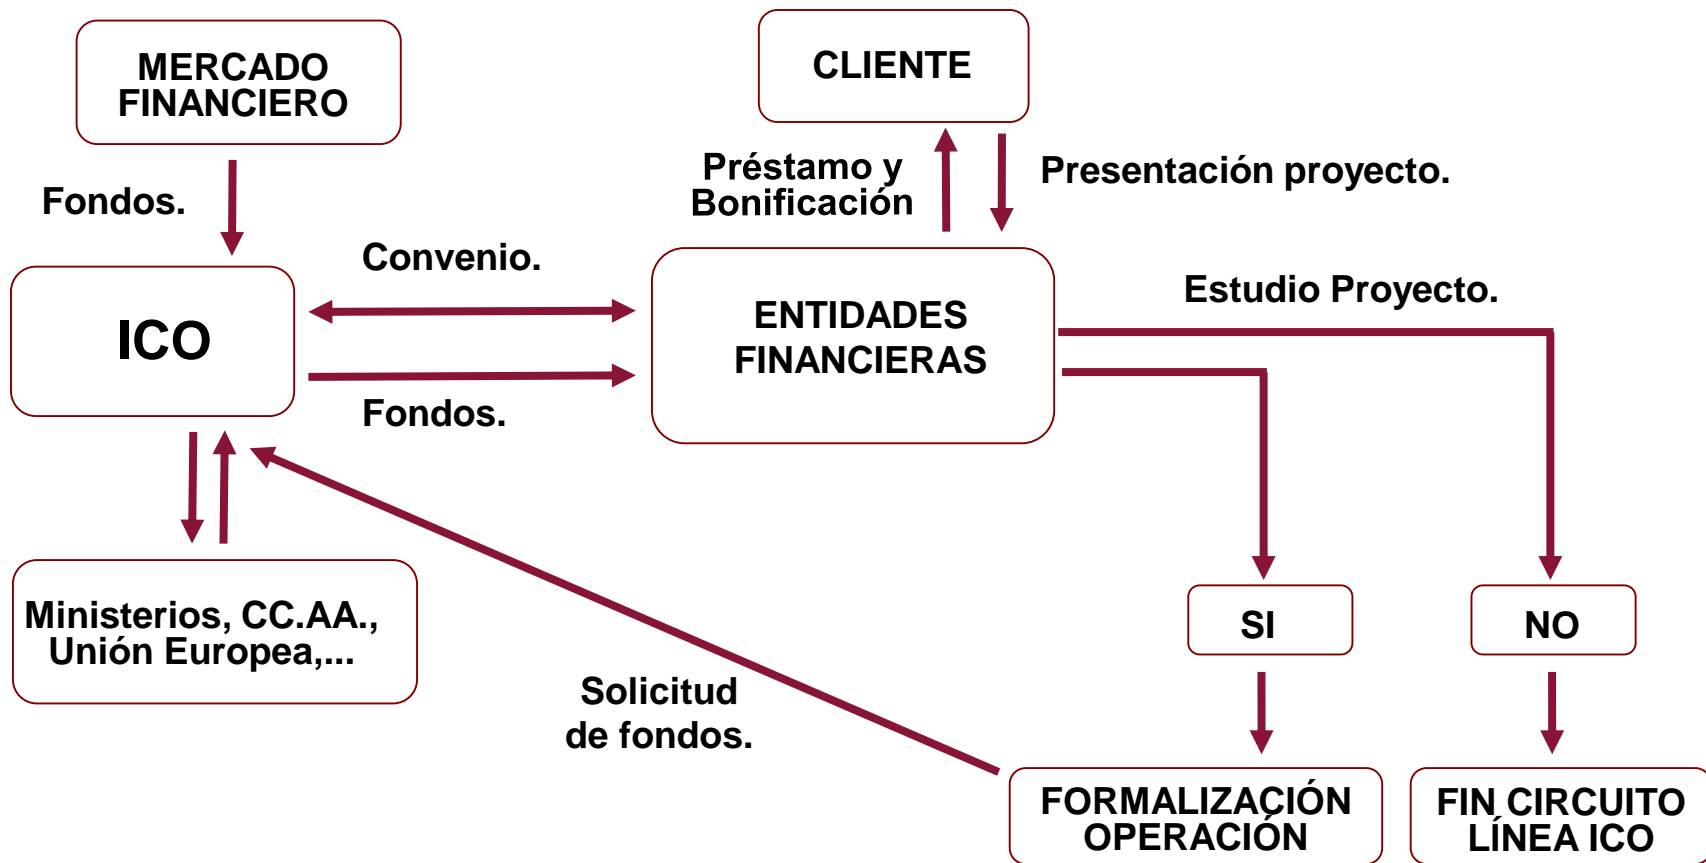 MERCADO
FINANCIERO
CLIENTE
Préstamo y
Bonificación
Presentación proyecto.
Fondos.
Convenio.
ICO
ENTIDADES
FINANCIERAS
Estudio Proyecto.
Fondos.
Ministerios, CC.AA.,
Unión Europea,...
SI
NO
Solicitud
de fondos.
FORMALIZACIÓN
OPERACIÓN
FIN CIRCUITO
LÍNEA ICO